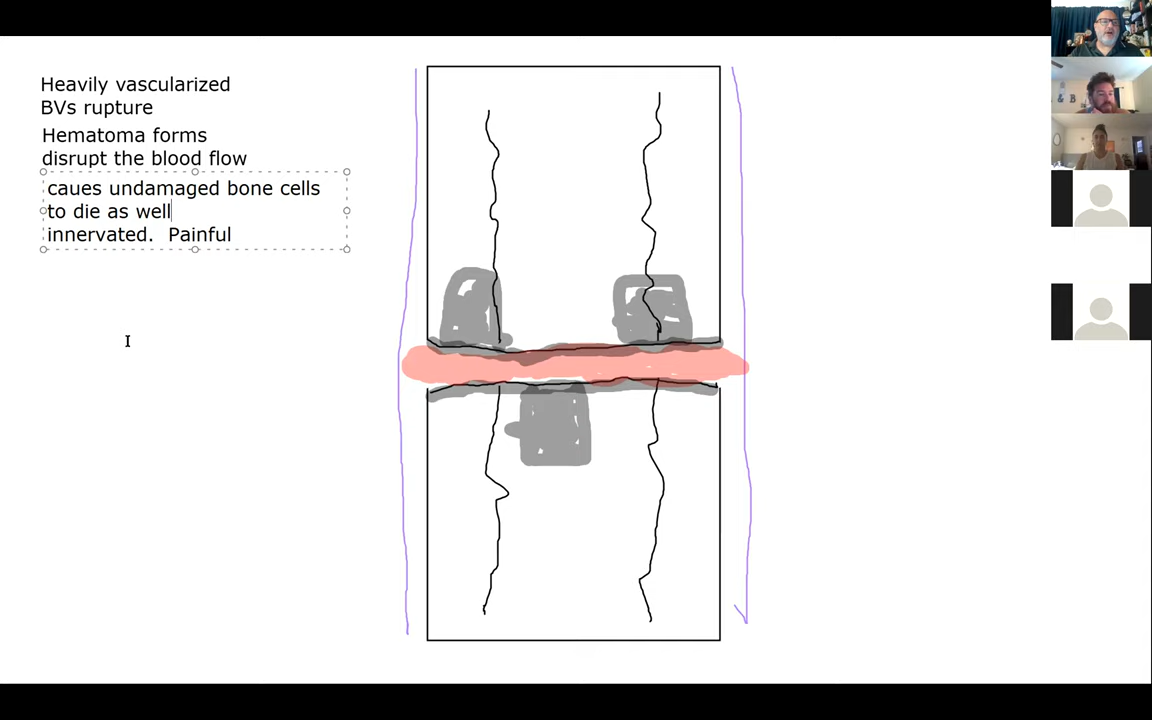 Heavily vascularized
BVs rupture
Hematoma forms
disrupt the blood flow
caues undamaged bone cells
to die as well
innervated.  Painful